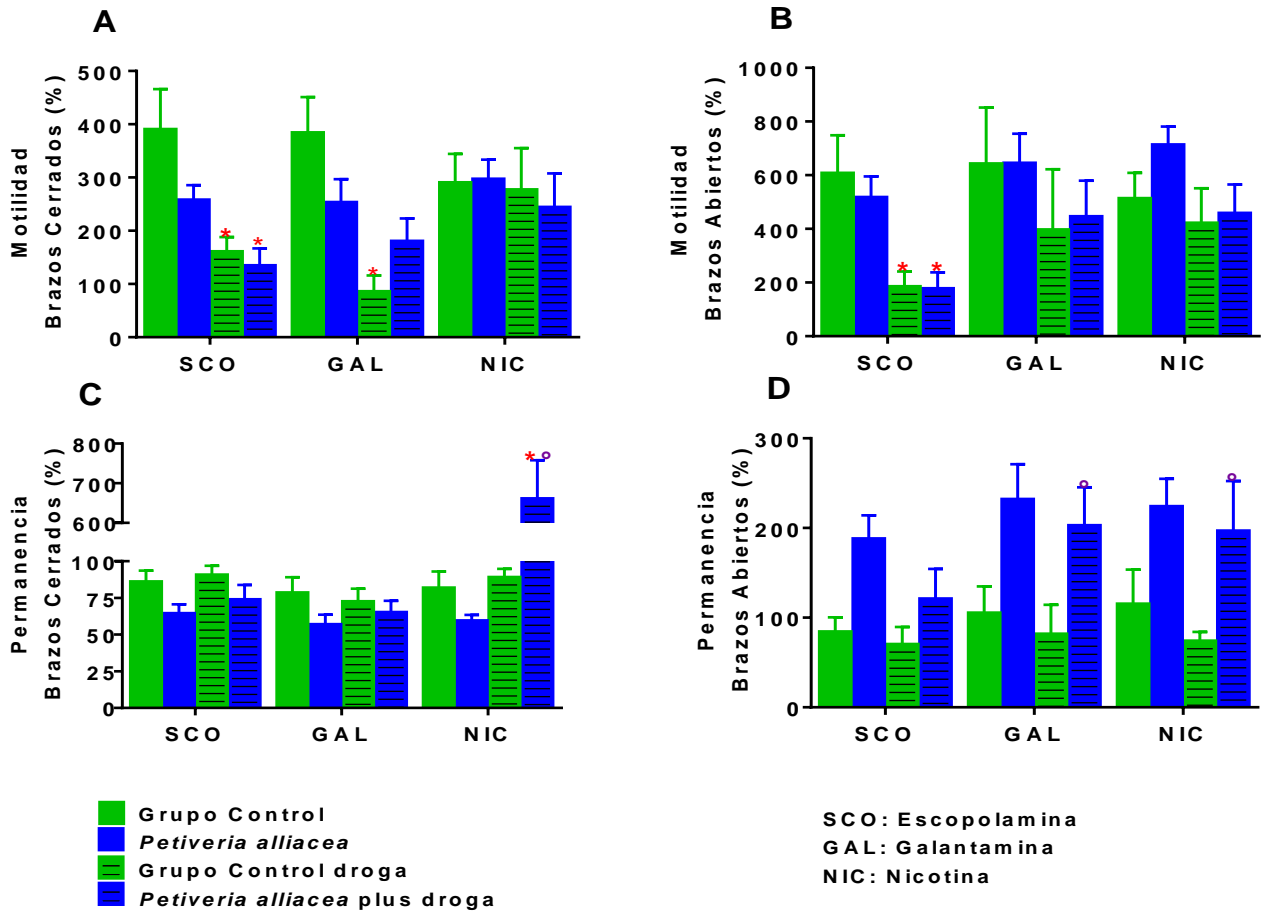 A
Motilidad
Brazos Cerrados (%)
500
400
300
200
100
0
* * *
SCO GAL NIC
B
Motilidad
Brazos Abiertos (%)
1000
800
600
400
200
0
* *
SCO GAL NIC
C
Permanencia
Brazos Cerrados (%)
800
700
600
100
75
50
25
0
* °
SCO GAL NIC
D
Permanencia
Brazos Abiertos (%)
300
200
100
0
° °
SCO GAL NIC
Grupo Control
Petiveria alliacea
Grupo Control droga
Petiveria alliacea plus droga
SCO: Escopolamina
GAL: Galantamina
NIC: Nicotina